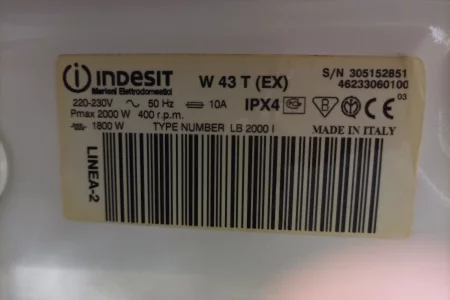 indesit
Merloni Elettrodomestici
W 43 T (EX)
S/N 305152851
46233060100
220-230V ~ 50 Hz 10A
IPX4
03
Pmax 2000 W 400 r.p.m.
1800 W TYPE NUMBER LB 2000 I
MADE IN ITALY
LINEA-2